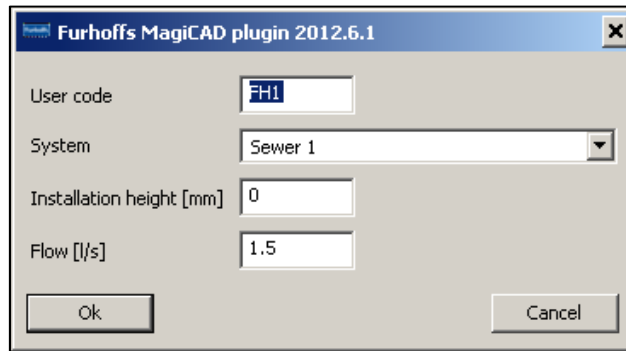 Furhoffs MagiCAD plugin 2012.6.1
User code FH1
System Sewer 1
Installation height [mm] 0
Flow [l/s] 1.5
Ok Cancel